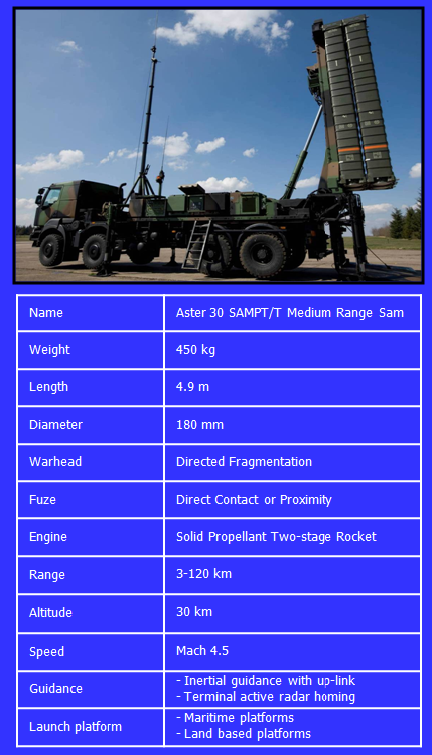 Name Aster 30 SAMPT/T Medium Range Sam
Weight 450 kg
Length 4.9 m
Diameter 180 mm
Warhead Directed Fragmentation
Fuze Direct Contact or Proximity
Engine Solid Propellant Two-stage Rocket
Range 3-120 km
Altitude 30 km
Speed Mach 4.5
Guidance - Inertial guidance with up-link
- Terminal active radar homing
Launch platform - Maritime platforms
- Land based platforms